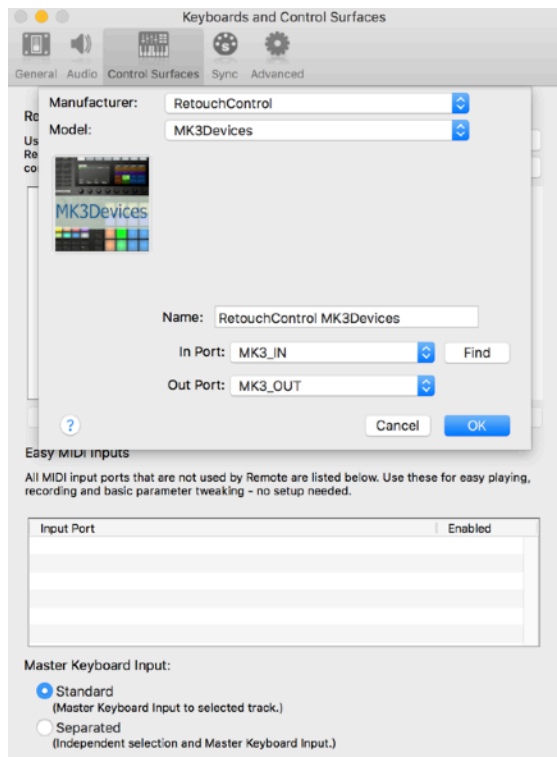 Keyboards and Control Surfaces
General Audio Control Surfaces Sync Advanced
Manufacturer: RetouchControl
Model: MK3Devices
Re
Us
Re
co
MK3Devices
Name: RetouchControl MK3Devices
In Port: MK3_IN Find
Out Port: MK3_OUT
? Cancel OK
Easy MIDI Inputs
All MIDI input ports that are not used by Remote are listed below. Use these for easy playing,
recording and basic parameter tweaking - no setup needed.
Input Port Enabled
Master Keyboard Input:
Standard
(Master Keyboard Input to selected track.)
Separated
(Independent selection and Master Keyboard Input.)